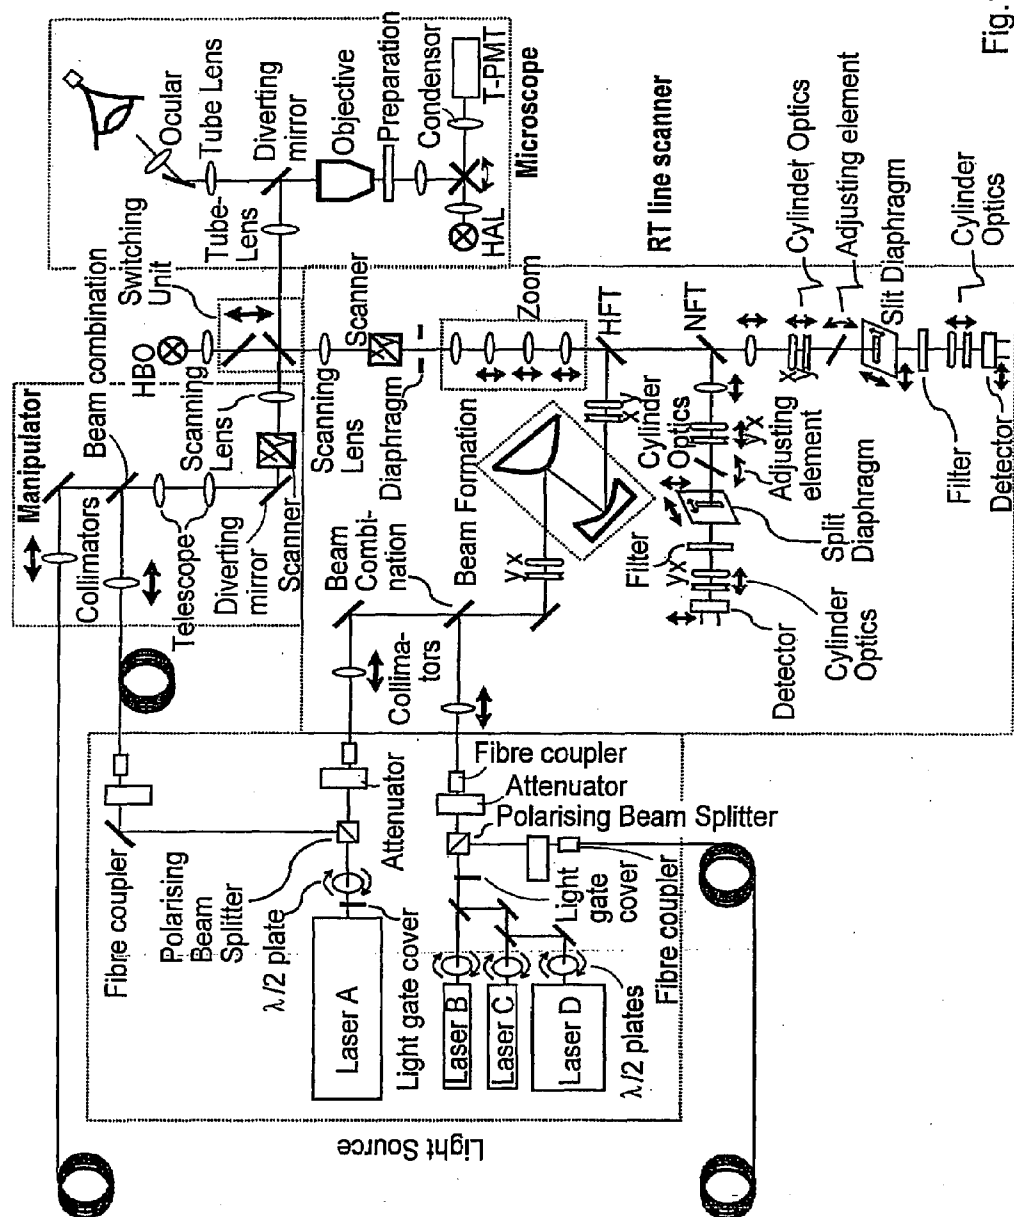 Fig.
Ocular
Tube Lens
Diverting
mirror
Objective
Preparation
Condensor
T-PMT
HAL
Microscope
Tube-
Lens
Switching
Unit
HBO
Beam combination
Manipulator
Collimators
Scanning
Lens
Telescope
Diverting
mirror
Scanner
RT line scanner
Scanning
Lens
Scanner
Diaphragm
Zoom
HFT
NFT
y
x
Cylinder
Optics
Cylinder Optics
Adjusting element
Slit Diaphragm
Cylinder
Optics
y
x
Filter
Detector
y x
Adjusting
element
Split
Diaphragm
Filter
y x
Cylinder
Optics
Detector
Beam Formation
Beam
Combi-
nation
y x
Collima-
tors
Light Source
Fibre coupler
Attenuator
Polarising Beam Splitter
Attenuator
Fibre coupler
Polarising
Beam
Splitter
λ/2 plate
Light gate cover
Light
gate
cover
Fibre coupler
λ/2 plates
Laser A
Laser B
Laser C
Laser D